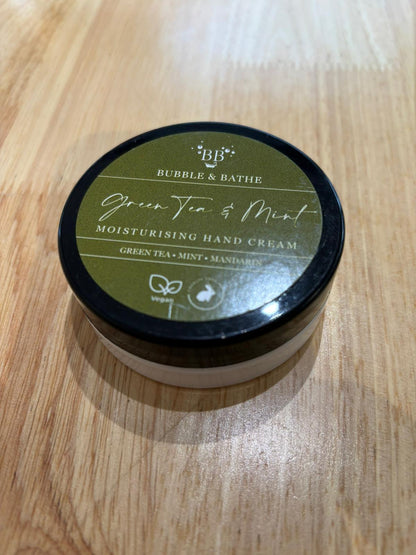 BB
BUBBLE & BATHE
Green Tea & Mint
MOISTURISING HAND CREAM
GREEN TEA • MINT • MANDARIN
Vegan